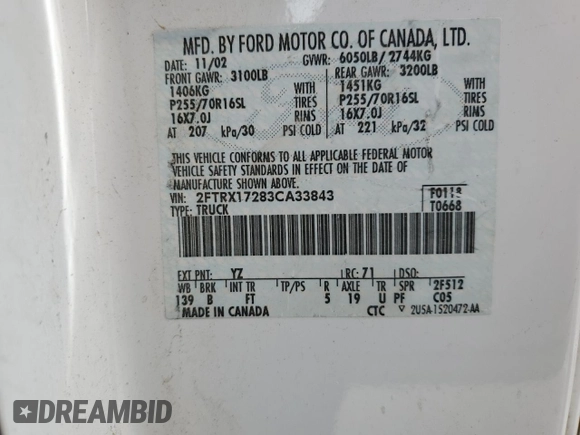 MFD. BY FORD MOTOR CO. OF CANADA, LTD.
DATE: 11/02 GVWR: 6050LB/ 2744KG
FRONT GAWR: 3100LB REAR GAWR: 3200LB
1406KG WITH 1451KG WITH
P255/70R16SL TIRES P255/70R16SL TIRES
16X7.0J RIMS 16X7.0J RIMS
AT 207 kPa/30 PSI COLD AT 221 kPa/32 PSI COLD
THIS VEHICLE CONFORMS TO ALL APPLICABLE FEDERAL MOTOR
VEHICLE SAFETY STANDARDS IN EFFECT ON THE DATE OF
MANUFACTURE SHOWN ABOVE.
VIN: 2FTRX17283CA33843 F0118
TYPE: TRUCK T0668
EXT PNT: YZ RC: 71 DSO:
WB BRK INT TR TP/PS R AXLE TR SPR 2F512
139 B FT 5 19 U PF C05
MADE IN CANADA CTC 2U5A-1520472-AA
DREAMBID